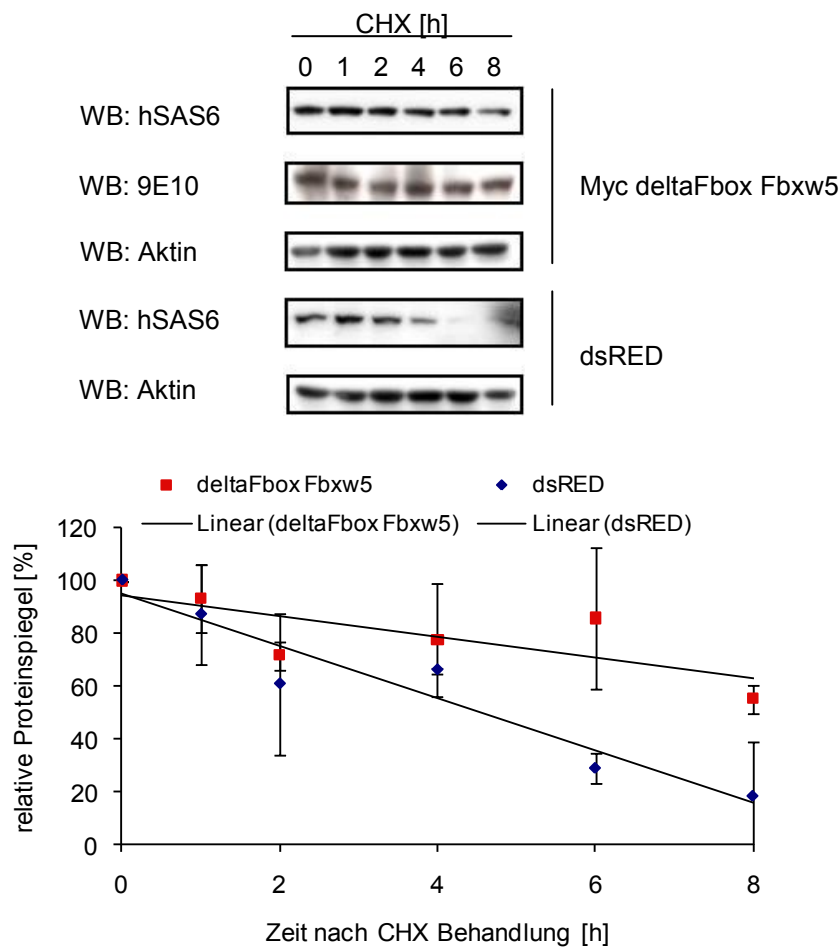 CHX [h]
0 1 2 4 6 8
WB: hSAS6
WB: 9E10
WB: Aktin
Myc deltaFbox Fbxw5
WB: hSAS6
WB: Aktin
dsRED
deltaFbox Fbxw5 dsRED
Linear (deltaFbox Fbxw5) Linear (dsRED)
relative Proteinspiegel [%]
120
100
80
60
40
20
0
0 2 4 6 8
Zeit nach CHX Behandlung [h]